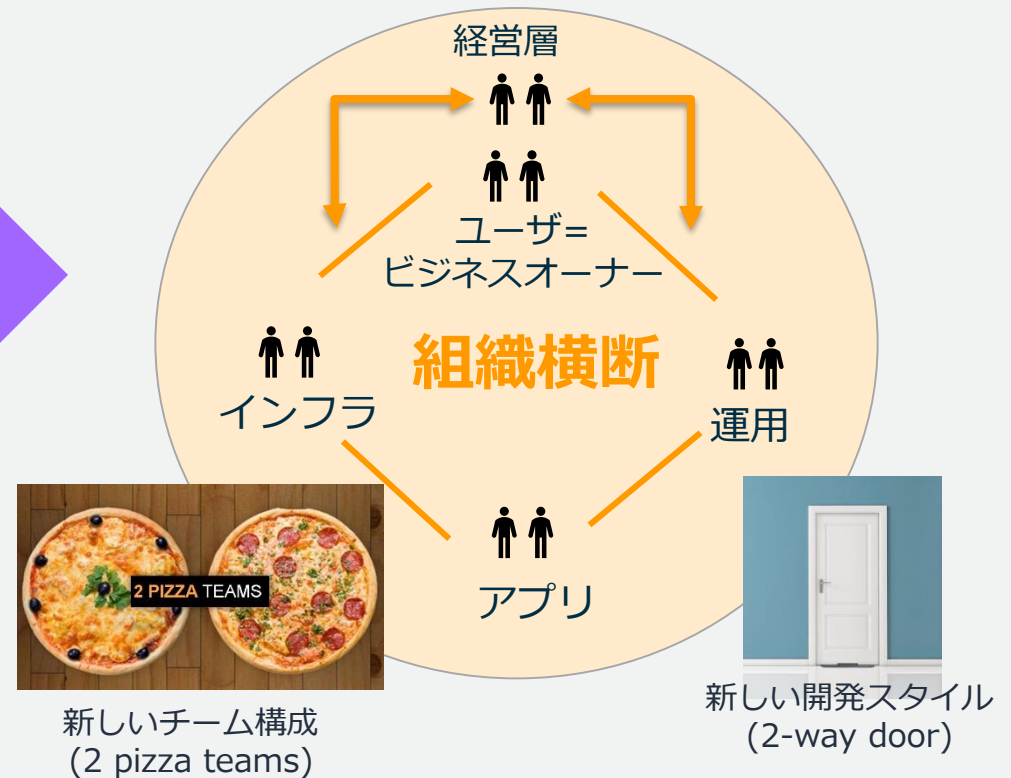 経営層
ユーザ=
ビジネスオーナー
組織横断
インフラ
運用
アプリ
2 PIZZA TEAMS
新しいチーム構成
(2 pizza teams)
新しい開発スタイル
(2-way door)